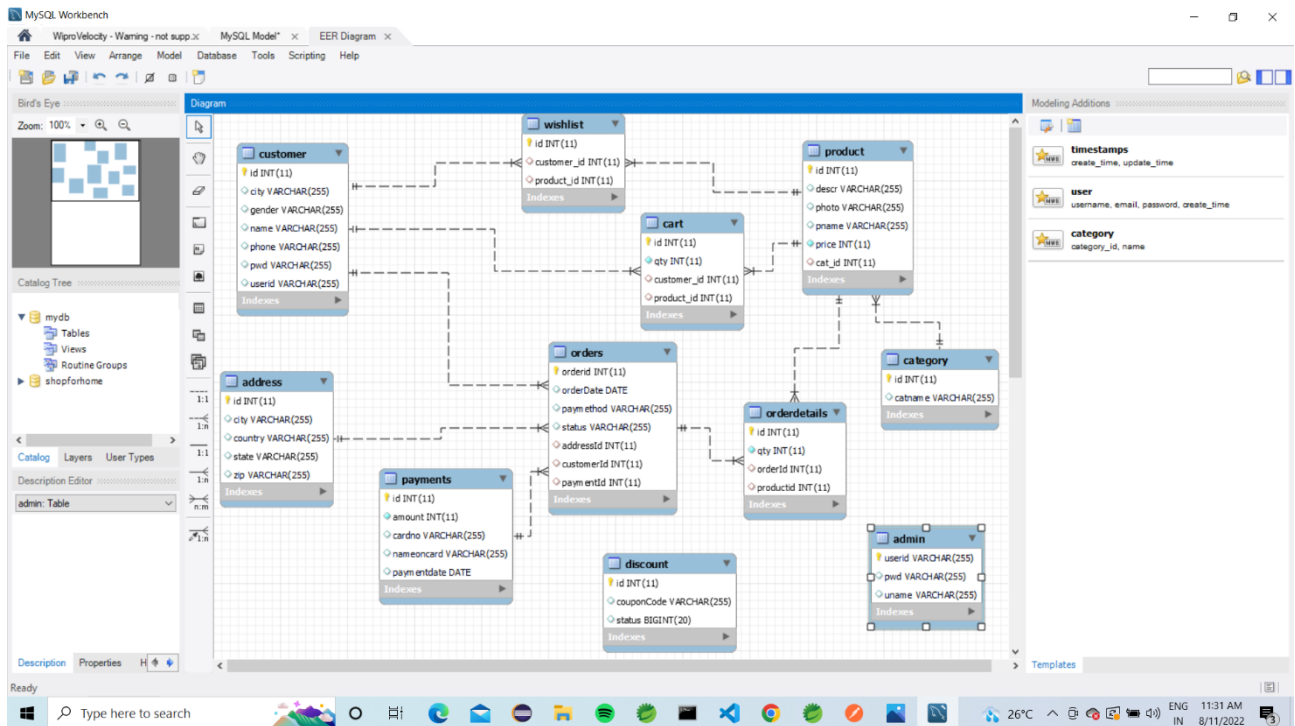 MySQL Workbench
WiproVelocity - Warning - not supp.x
MySQL Model* x
EER Diagram x
File Edit View Arrange Model Database Tools Scripting Help
Bird's Eye
Zoom: 100%
Diagram
Modeling Additions
timestamps
create_time, update_time
user
username, email, password, create_time
category
category_id, name
Catalog Tree
mydb
Tables
Views
Routine Groups
shopforhome
Catalog Layers User Types
Description Editor
admin: Table
Description Properties H
1:1
1:n
1:1
1:n
n:m
1:n
wishlist
id INT(11)
customer_id INT(11)
product_id INT(11)
Indexes
customer
id INT(11)
city VARCHAR(255)
gender VARCHAR(255)
name VARCHAR(255)
phone VARCHAR(255)
pwd VARCHAR(255)
userid VARCHAR(255)
Indexes
product
id INT(11)
descr VARCHAR(255)
photo VARCHAR(255)
pname VARCHAR(255)
price INT(11)
cat_id INT(11)
Indexes
cart
id INT(11)
qty INT(11)
customer_id INT(11)
product_id INT(11)
Indexes
orders
orderid INT(11)
orderDate DATE
paymethod VARCHAR(255)
status VARCHAR(255)
addressId INT(11)
customerId INT(11)
paymentId INT(11)
Indexes
category
id INT(11)
catname VARCHAR(255)
Indexes
address
id INT(11)
city VARCHAR(255)
country VARCHAR(255)
state VARCHAR(255)
zip VARCHAR(255)
Indexes
orderdetails
id INT(11)
qty INT(11)
orderId INT(11)
productid INT(11)
Indexes
payments
id INT(11)
amount INT(11)
cardno VARCHAR(255)
nameoncard VARCHAR(255)
paymentdate DATE
Indexes
discount
id INT(11)
couponCode VARCHAR(255)
status BIGINT(20)
Indexes
admin
userid VARCHAR(255)
pwd VARCHAR(255)
uname VARCHAR(255)
Indexes
Templates
Ready
Type here to search
26°C
ENG
IN
11:31 AM
8/11/2022